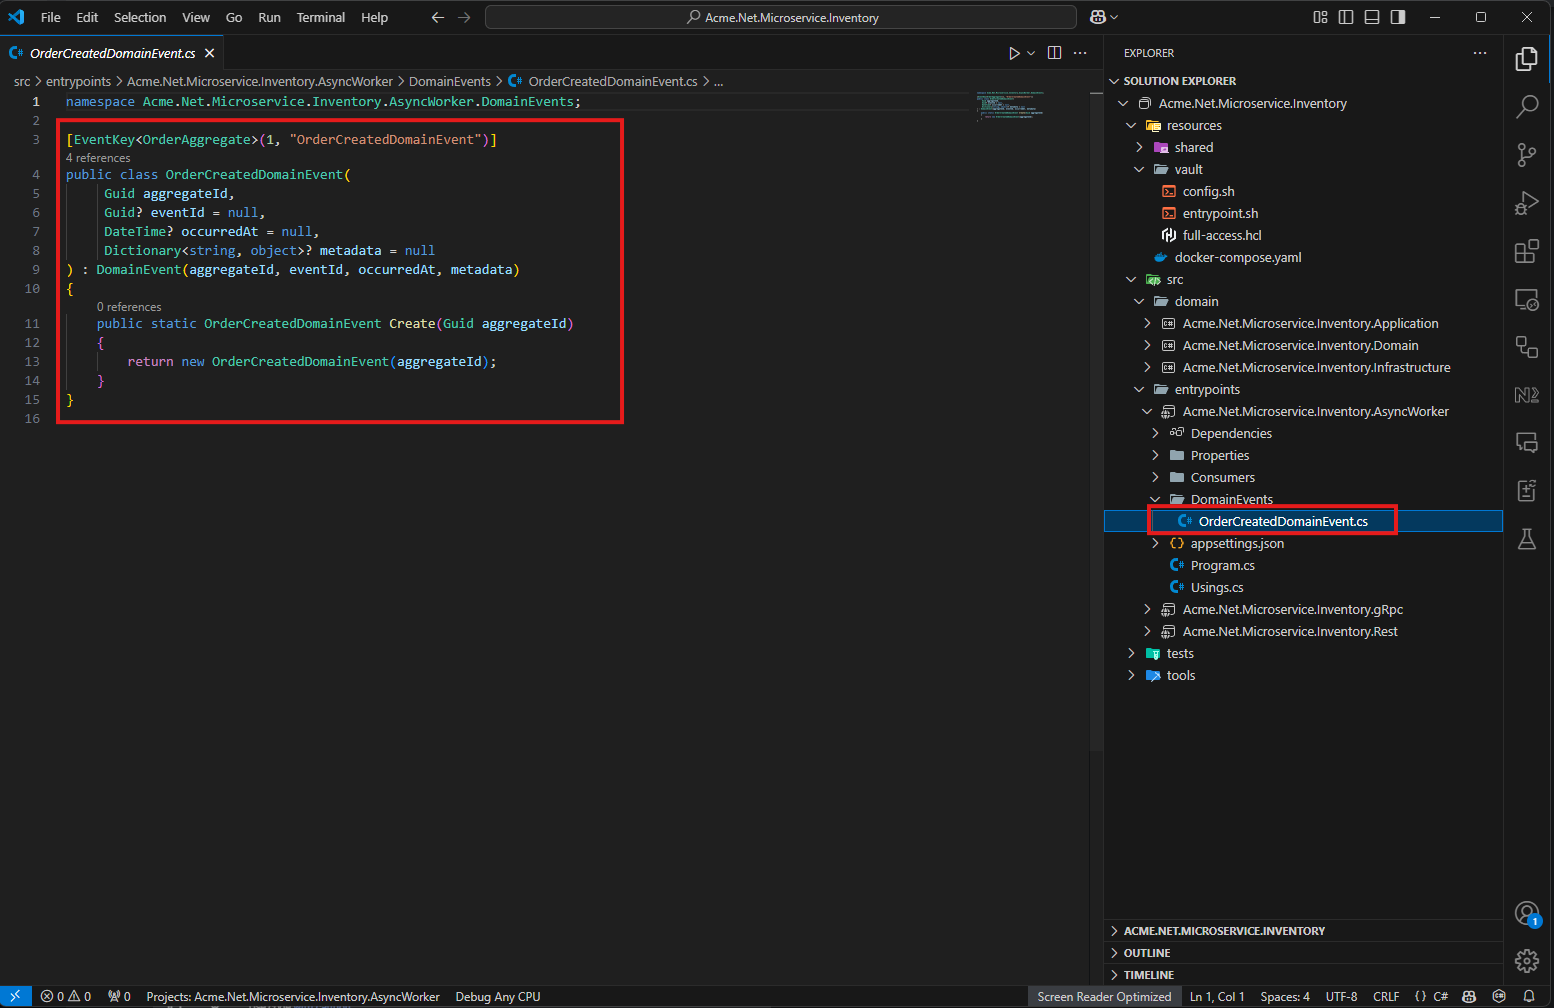 File Edit Selection View Go Run Terminal Help
Acme.Net.Microservice.Inventory
OrderCreatedDomainEvent.cs
src > entrypoints > Acme.Net.Microservice.Inventory.AsyncWorker > DomainEvents > OrderCreatedDomainEvent.cs > ...
1 namespace Acme.Net.Microservice.Inventory.AsyncWorker.DomainEvents;
2
3 [EventKey<OrderAggregate>(1, "OrderCreatedDomainEvent")]
4 references
4 public class OrderCreatedDomainEvent(
5 Guid aggregateId,
6 Guid? eventId = null,
7 DateTime? occurredAt = null,
8 Dictionary<string, object>? metadata = null
9 ) : DomainEvent(aggregateId, eventId, occurredAt, metadata)
10 {
0 references
11 public static OrderCreatedDomainEvent Create(Guid aggregateId)
12 {
13 return new OrderCreatedDomainEvent(aggregateId);
14 }
15 }
16
EXPLORER
SOLUTION EXPLORER
Acme.Net.Microservice.Inventory
resources
shared
vault
config.sh
entrypoint.sh
full-access.hcl
docker-compose.yaml
src
domain
Acme.Net.Microservice.Inventory.Application
Acme.Net.Microservice.Inventory.Domain
Acme.Net.Microservice.Inventory.Infrastructure
entrypoints
Acme.Net.Microservice.Inventory.AsyncWorker
Dependencies
Properties
Consumers
DomainEvents
OrderCreatedDomainEvent.cs
appsettings.json
Program.cs
Usings.cs
Acme.Net.Microservice.Inventory.gRpc
Acme.Net.Microservice.Inventory.Rest
tests
tools
ACME.NET.MICROSERVICE.INVENTORY
OUTLINE
TIMELINE
1
0 0 0 Projects: Acme.Net.Microservice.Inventory.AsyncWorker Debug Any CPU Screen Reader Optimized Ln 1, Col 1 Spaces: 4 UTF-8 CRLF {} C#